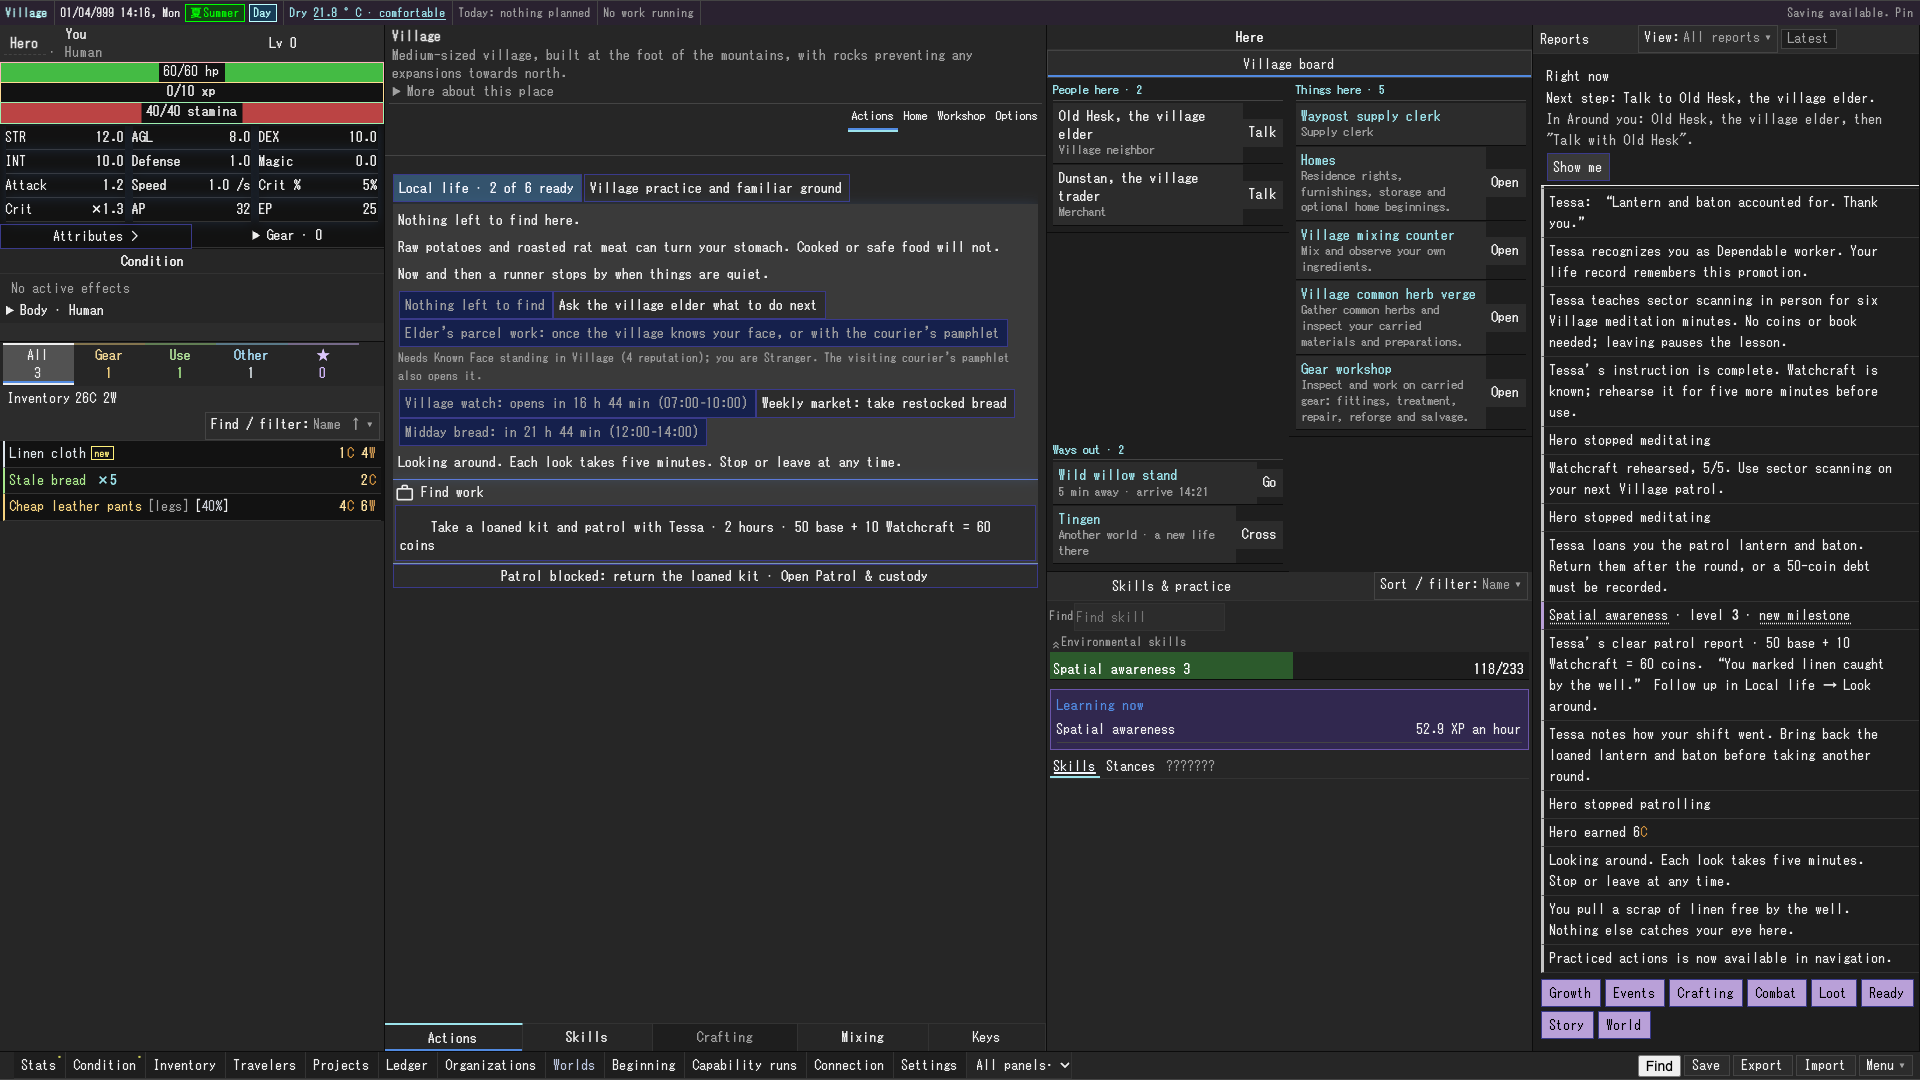 Village 01/04/999 14:16, Mon 夏Summer Day Dry 21.8 ° C · comfortable Today: nothing planned No work running Saving available. Pin
Hero · You Human Lv 0
60/60 hp
0/10 xp
40/40 stamina
STR 12.0 AGL 8.0 DEX 10.0
INT 10.0 Defense 1.0 Magic 0.0
Attack 1.2 Speed 1.0 /s Crit % 5%
Crit ×1.3 AP 32 EP 25
Attributes > ▶ Gear · 0
Condition
No active effects
▶ Body · Human
All 3 Gear 1 Use 1 Other 1 ★ 0
Inventory 26C 2W
Find / filter: Name ↑ ▾
Linen cloth new 1C 4W
Stale bread ×5 2C
Cheap leather pants [legs] [40%] 4C 6W
Village
Medium-sized village, built at the foot of the mountains, with rocks preventing any
expansions towards north.
▶ More about this place
Actions Home Workshop Options
Local life · 2 of 6 ready Village practice and familiar ground
Nothing left to find here.
Raw potatoes and roasted rat meat can turn your stomach. Cooked or safe food will not.
Now and then a runner stops by when things are quiet.
Nothing left to find Ask the village elder what to do next
Elder's parcel work: once the village knows your face, or with the courier's pamphlet
Needs Known Face standing in Village (4 reputation); you are Stranger. The visiting courier's pamphlet
also opens it.
Village watch: opens in 16 h 44 min (07:00-10:00) Weekly market: take restocked bread
Midday bread: in 21 h 44 min (12:00-14:00)
Looking around. Each look takes five minutes. Stop or leave at any time.
Find work
Take a loaned kit and patrol with Tessa · 2 hours · 50 base + 10 Watchcraft = 60
coins
Patrol blocked: return the loaned kit · Open Patrol & custody
Actions Skills Crafting Mixing Keys
Here
Village board
People here · 2
Old Hesk, the village
elder
Village neighbor
Talk
Dunstan, the village
trader
Merchant
Talk
Things here · 5
Waypost supply clerk
Supply clerk
Homes
Residence rights,
furnishings, storage and
optional home beginnings.
Open
Village mixing counter
Mix and observe your own
ingredients.
Open
Village common herb verge
Gather common herbs and
inspect your carried
materials and preparations.
Open
Gear workshop
Inspect and work on carried
gear: fittings, treatment,
repair, reforge and salvage.
Open
Ways out · 2
Wild willow stand
5 min away · arrive 14:21
Go
Tingen
Another world · a new life
there
Cross
Skills & practice Sort / filter: Name ▾
Find Find skill
Environmental skills
Spatial awareness 3 118/233
Learning now
Spatial awareness 52.9 XP an hour
Skills Stances ???????
Reports View: All reports ▾ Latest
Right now
Next step: Talk to Old Hesk, the village elder.
In Around you: Old Hesk, the village elder, then
"Talk with Old Hesk".
Show me
Tessa: “Lantern and baton accounted for. Thank
you.”
Tessa recognizes you as Dependable worker. Your
life record remembers this promotion.
Tessa teaches sector scanning in person for six
Village meditation minutes. No coins or book
needed; leaving pauses the lesson.
Tessa’s instruction is complete. Watchcraft is
known; rehearse it for five more minutes before
use.
Hero stopped meditating
Watchcraft rehearsed, 5/5. Use sector scanning on
your next Village patrol.
Hero stopped meditating
Tessa loans you the patrol lantern and baton.
Return them after the round, or a 50-coin debt
must be recorded.
Spatial awareness · level 3 · new milestone
Tessa’s clear patrol report · 50 base + 10
Watchcraft = 60 coins. “You marked linen caught
by the well.” Follow up in Local life → Look
around.
Tessa notes how your shift went. Bring back the
loaned lantern and baton before taking another
round.
Hero stopped patrolling
Hero earned 6C
Looking around. Each look takes five minutes.
Stop or leave at any time.
You pull a scrap of linen free by the well.
Nothing else catches your eye here.
Practiced actions is now available in navigation.
Growth Events Crafting Combat Loot Ready
Story World
Stats Condition Inventory Travelers Projects Ledger Organizations Worlds Beginning Capability runs Connection Settings All panels· Find Save Export Import Menu ▾